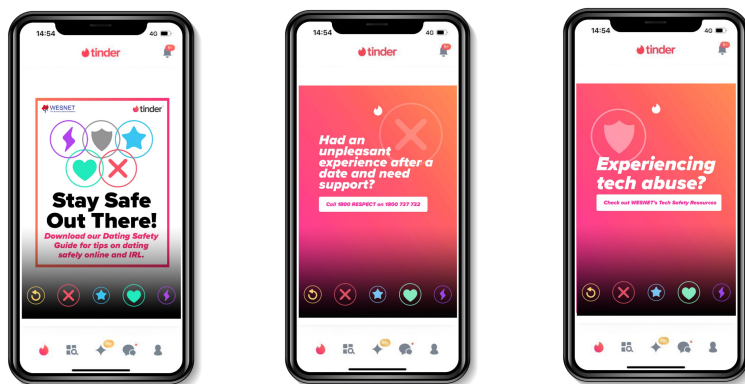 14:54
4G
tinder
WESNET
tinder
Stay Safe
Out There!
Download our Dating Safety
Guide for tips on dating
safely online and IRL.
14:54
4G
tinder
Had an
unpleasant
experience after a
date and need
support?
Call 1800 RESPECT on 1800 737 732
14:54
4G
tinder
Experiencing
tech abuse?
Check out WESNET's Tech Safety Resources